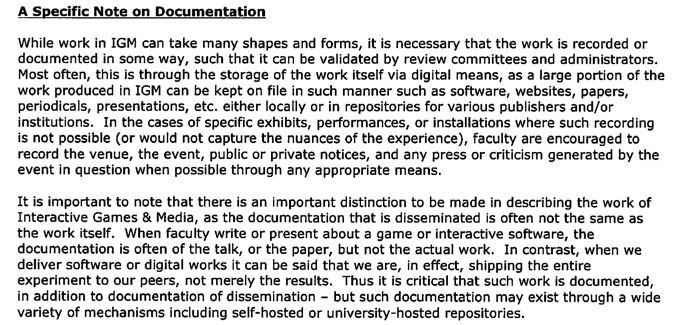 A Specific Note on Documentation
While work in IGM can take many shapes and forms, it is necessary that the work is recorded or
documented in some way, such that it can be validated by review committees and administrators.
Most often, this is through the storage of the work itself via digital means, as a large portion of the
work produced in IGM can be kept on file in such manner such as software, websites, papers,
periodicals, presentations, etc. either locally or in repositories for various publishers and/or
institutions.  In the cases of specific exhibits, performances, or installations where such recording
is not possible (or would not capture the nuances of the experience), faculty are encouraged to
record the venue, the event, public or private notices, and any press or criticism generated by the
event in question when possible through any appropriate means.
It is important to note that there is an important distinction to be made in describing the work of
Interactive Games & Media, as the documentation that is disseminated is often not the same as
the work itself.  When faculty write or present about a game or interactive software, the
documentation is often of the talk, or the paper, but not the actual work.  In contrast, when we
deliver software or digital works it can be said that we are, in effect, shipping the entire
experiment to our peers, not merely the results.  Thus it is critical that such work is documented,
in addition to documentation of dissemination – but such documentation may exist through a wide
variety of mechanisms including self-hosted or university-hosted repositories.